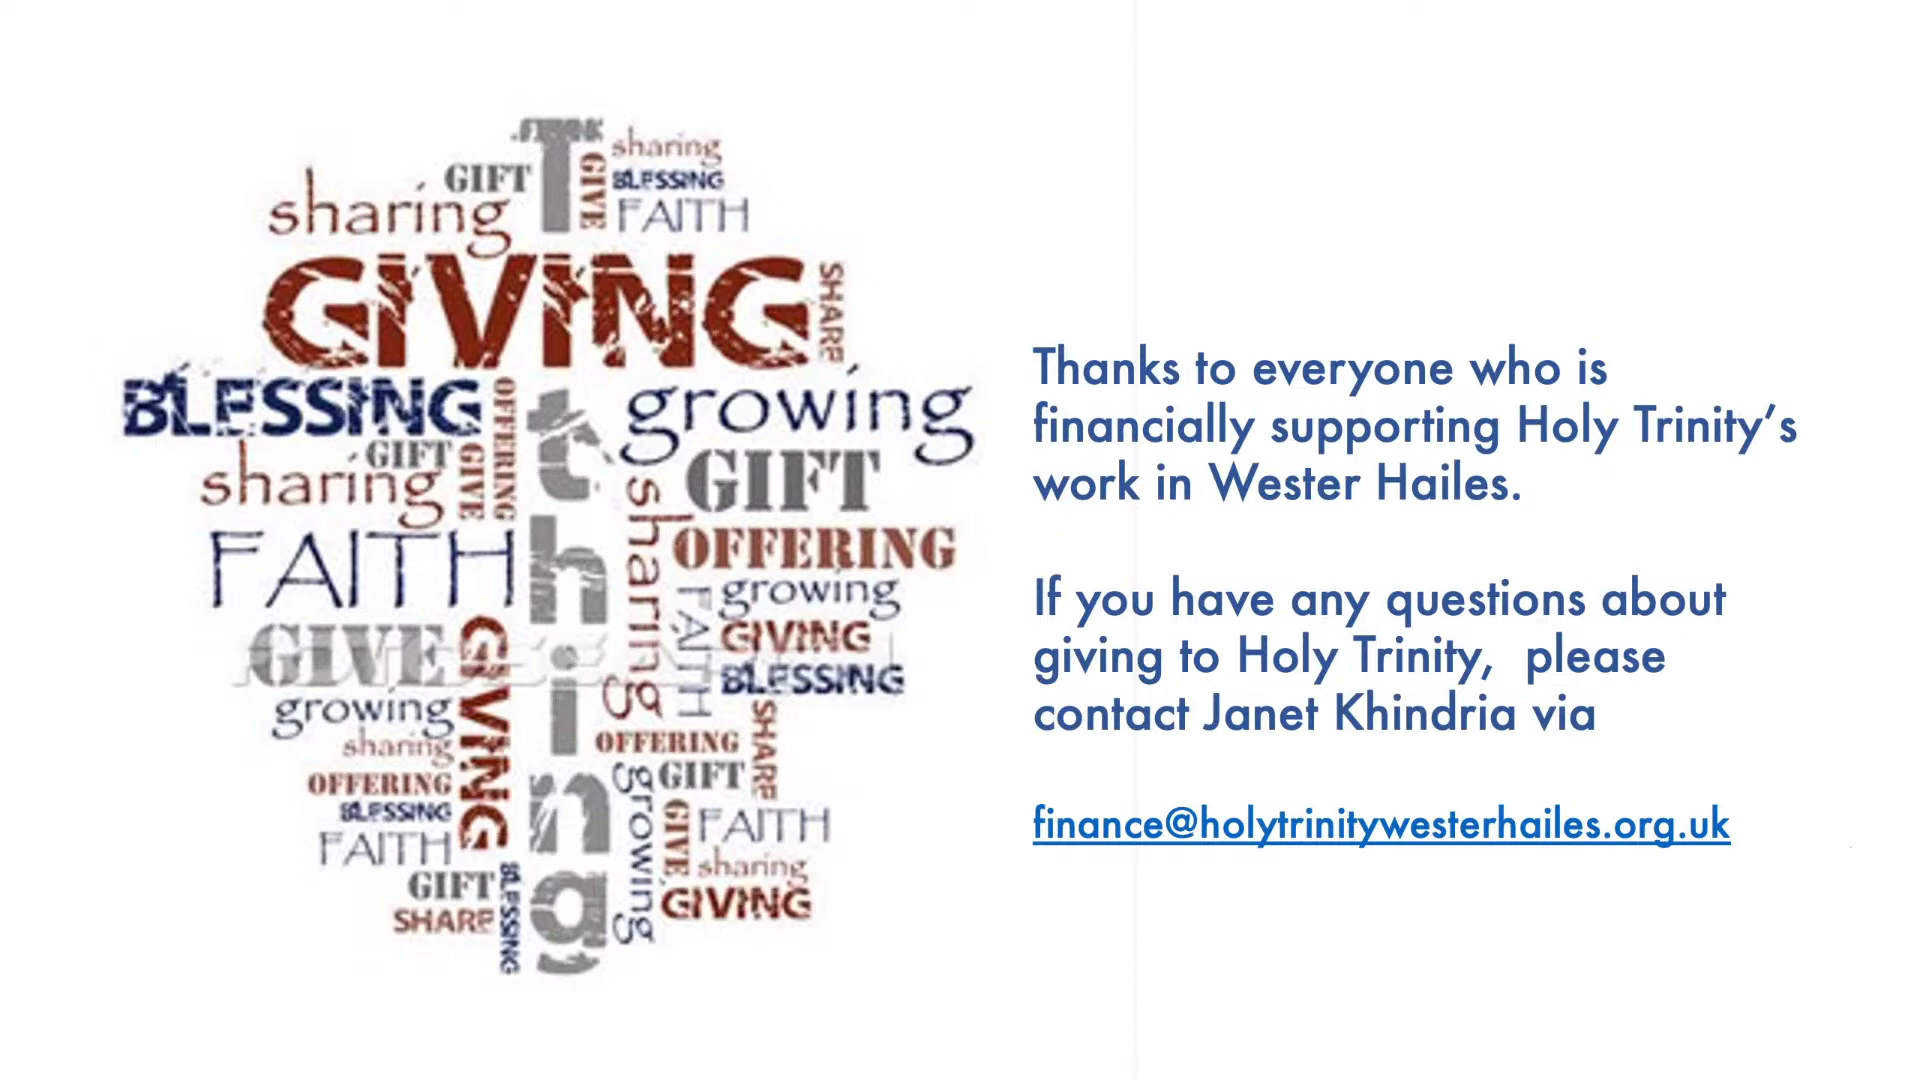 sharing
GIFT
GIVE
BLESSING
FAITH
sharing
GIVING
SHARE
BLESSING
OFFERING
growing
GIFT
GIVE
sharing
GIFT
sharing
OFFERING
FAITH
growing
FAITH
GIVING
BLESSING
GIVE
GIVING
growing
sharing
OFFERING
SHARE
GIFT
OFFERING
BLESSING
FAITH
growing
GIVE
FAITH
sharing
GIVING
GIFT
SHARE
BLESSING
Tithing
Thanks to everyone who is
financially supporting Holy Trinity’s
work in Wester Hailes.
If you have any questions about
giving to Holy Trinity,  please
contact Janet Khindria via
finance@holytrinitywesterhailes.org.uk